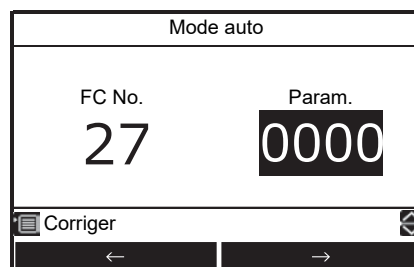 Mode auto
FC No. Param.
27 0000
Corriger
← →